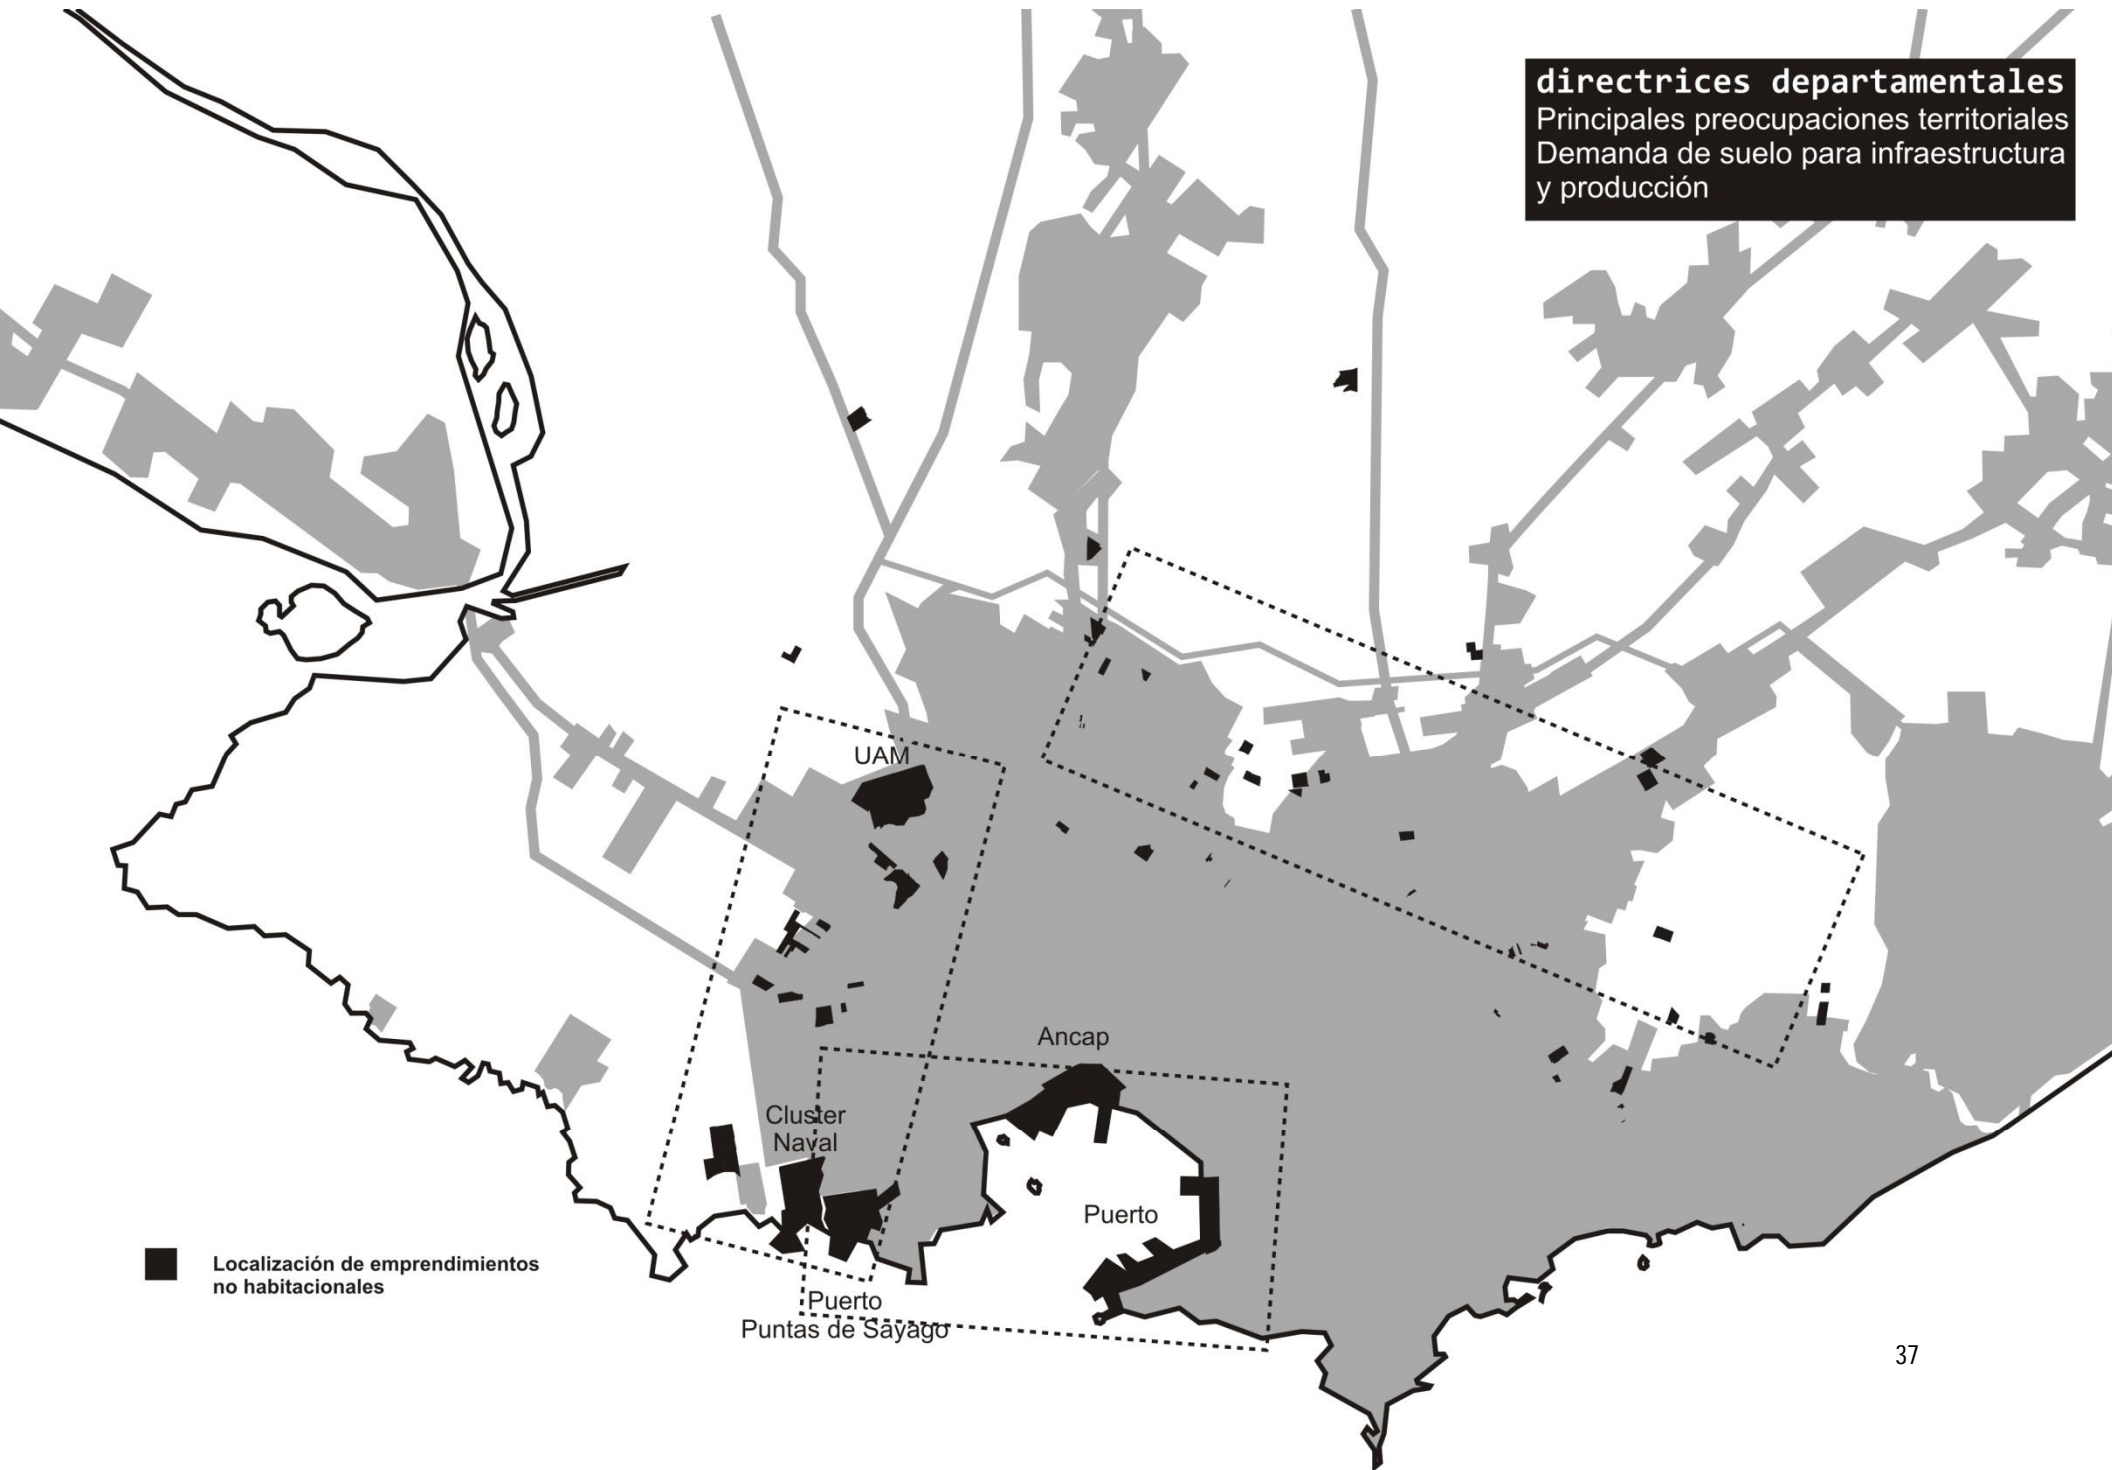 directrices departamentales
Principales preocupaciones territoriales
Demanda de suelo para infraestructura
y producción
UAM
Ancap
Cluster
Naval
Puerto
Localización de emprendimientos
no habitacionales
Puerto
Puntas de Sayago
37